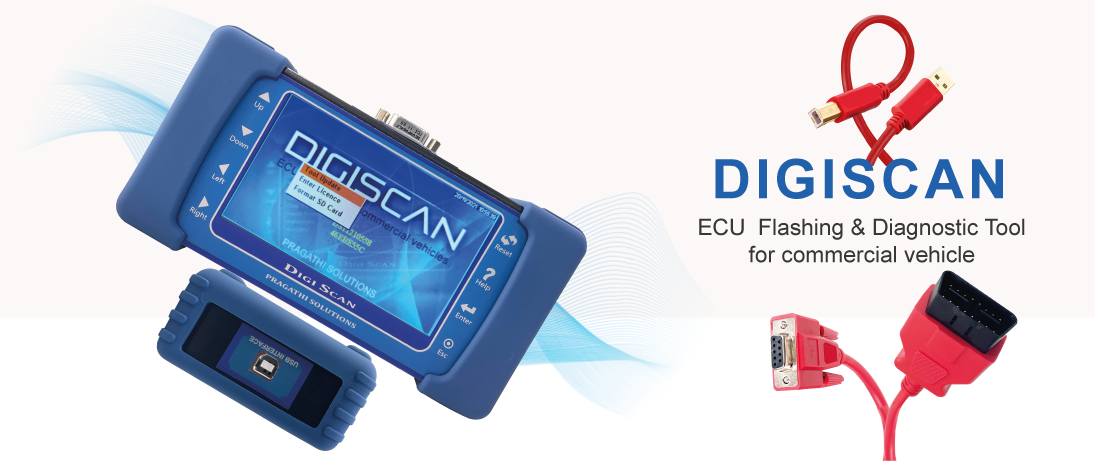 Up
Down
Left
Right
DIGISCAN
ECU
commercial vehicles
Tool Update
Enter Licence
Format SD Card
PRAGATHI SOLUTIONS
DIGI SCAN
PRAGATHI SOLUTIONS
Reset
Help
Enter
Esc
USB INTERFACE
DIGISCAN
ECU Flashing & Diagnostic Tool
for commercial vehicle